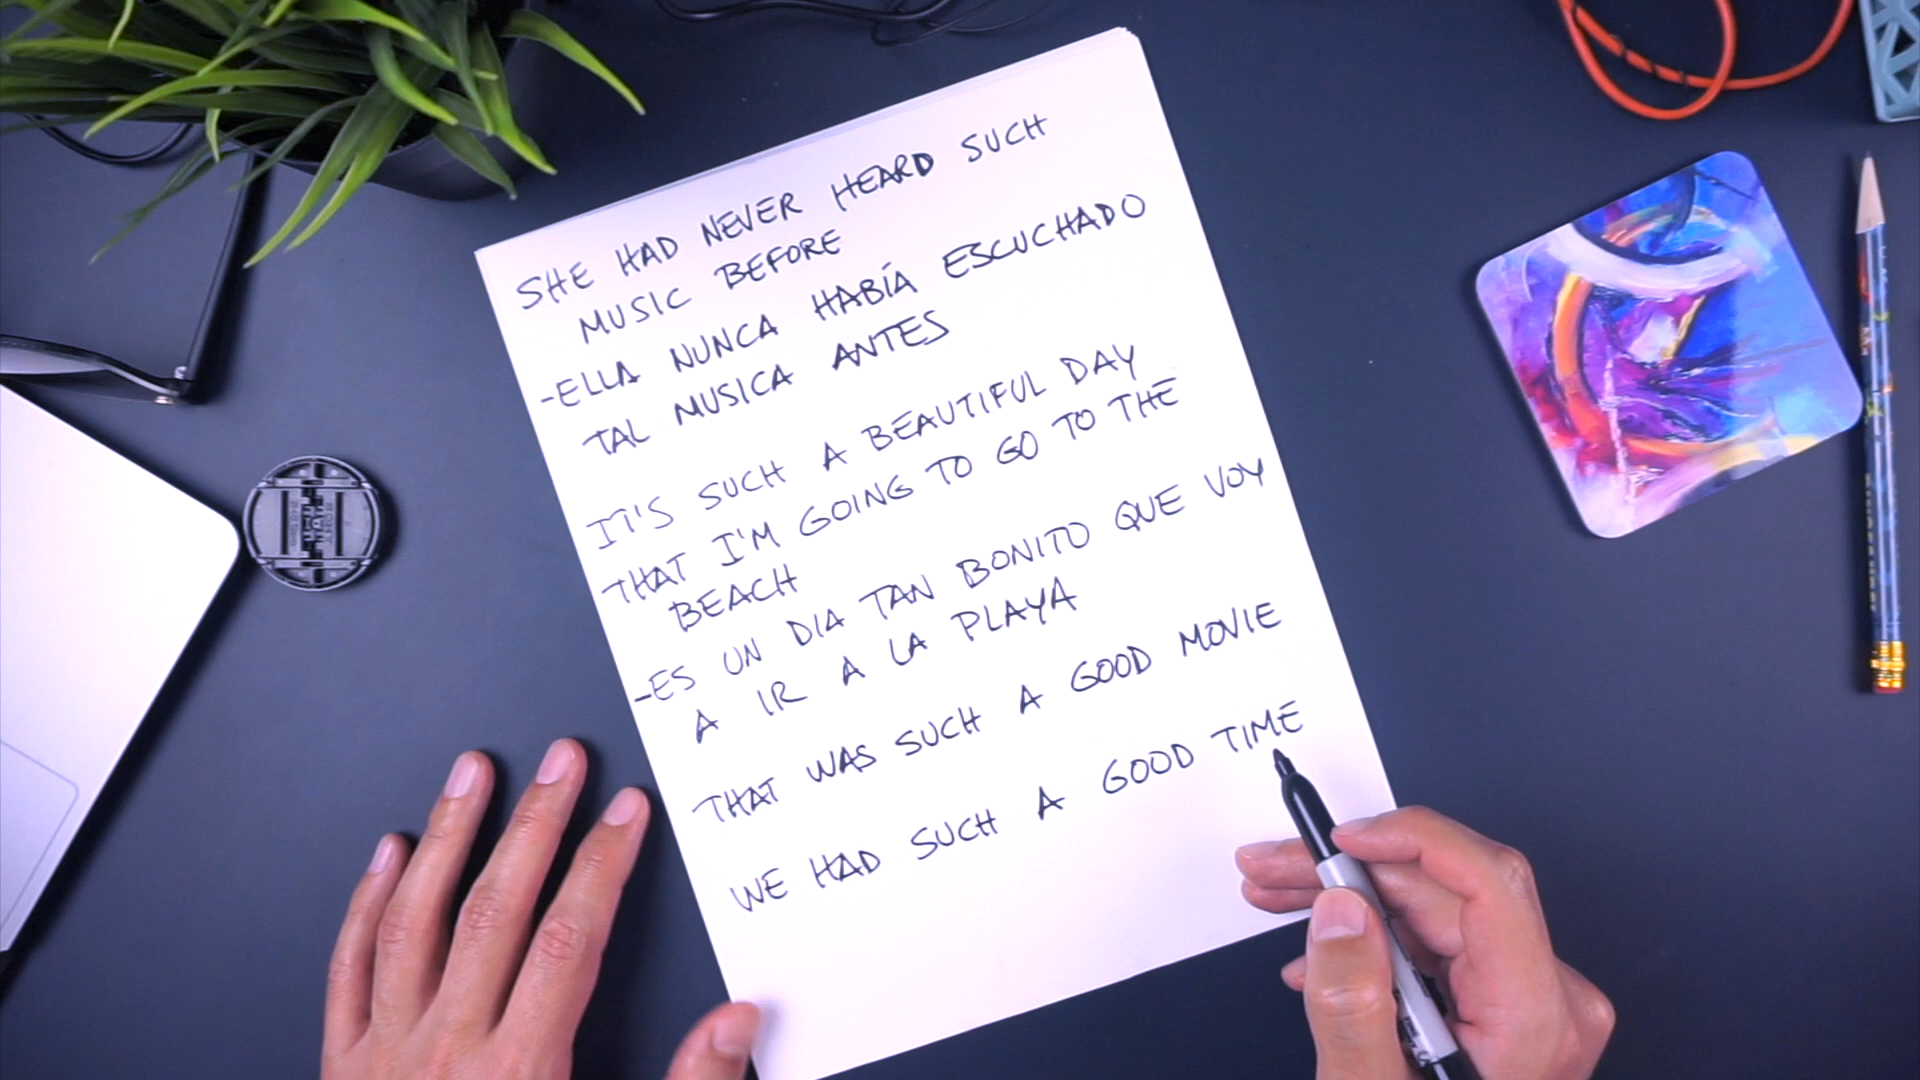 SHE HAD NEVER HEARD SUCH
MUSIC BEFORE
-ELLA NUNCA HABÍA ESCUCHADO
TAL MUSICA ANTES
IT'S SUCH A BEAUTIFUL DAY
THAT I'M GOING TO GO TO THE
BEACH
-ES UN DIA TAN BONITO QUE VOY
A IR A LA PLAYA
THAT WAS SUCH A GOOD MOVIE
WE HAD SUCH A GOOD TIME